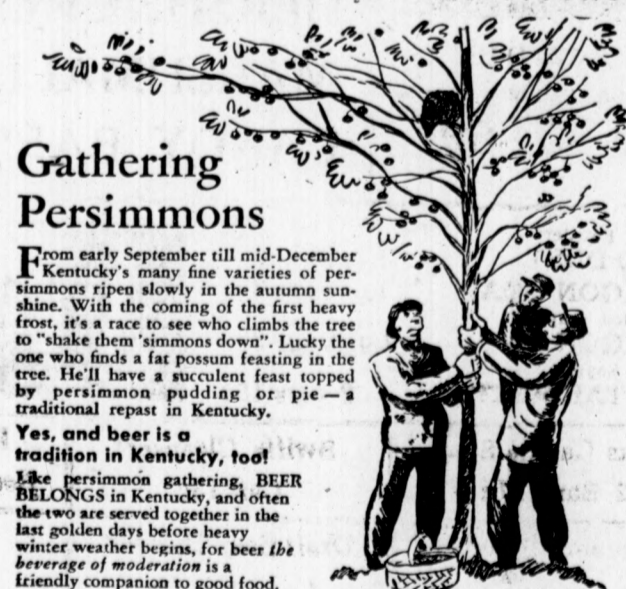 Gathering
Persimmons
From early September till mid-December
Kentucky's many fine varieties of per-
simmons ripen slowly in the autumn sun-
shine. With the coming of the first heavy
frost, it's a race to see who climbs the tree
to "shake them 'simmons down". Lucky the
one who finds a fat possum feasting in the
tree. He'll have a succulent feast topped
by persimmon pudding or pie — a
traditional repast in Kentucky.
Yes, and beer is a
tradition in Kentucky, too!
Like persimmon gathering, BEER
BELONGS in Kentucky, and often
the two are served together in the
last golden days before heavy
winter weather begins, for beer the
beverage of moderation is a
friendly companion to good food.